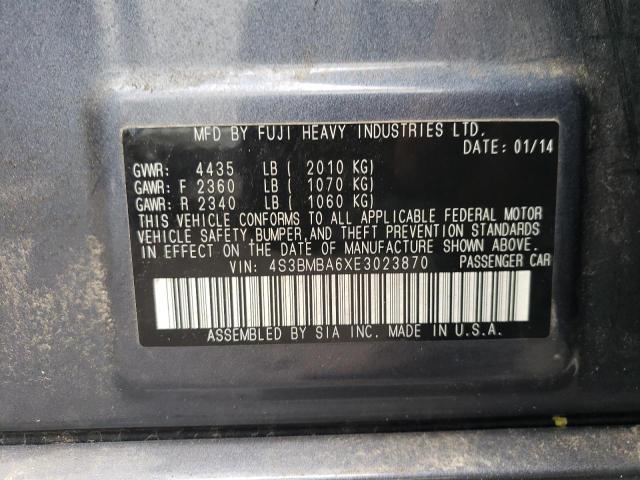 MFD BY FUJI HEAVY INDUSTRIES LTD.
DATE: 01/14
GVWR: 4435 LB ( 2010 KG)
GAWR: F 2360 LB ( 1070 KG)
GAWR: R 2340 LB ( 1060 KG)
THIS VEHICLE CONFORMS TO ALL APPLICABLE FEDERAL MOTOR
VEHICLE SAFETY, BUMPER, AND THEFT PREVENTION STANDARDS
IN EFFECT ON THE DATE OF MANUFACTURE SHOWN ABOVE.
VIN: 4S3BMBA6XE3023870 PASSENGER CAR
ASSEMBLED BY SIA INC. MADE IN U.S.A.